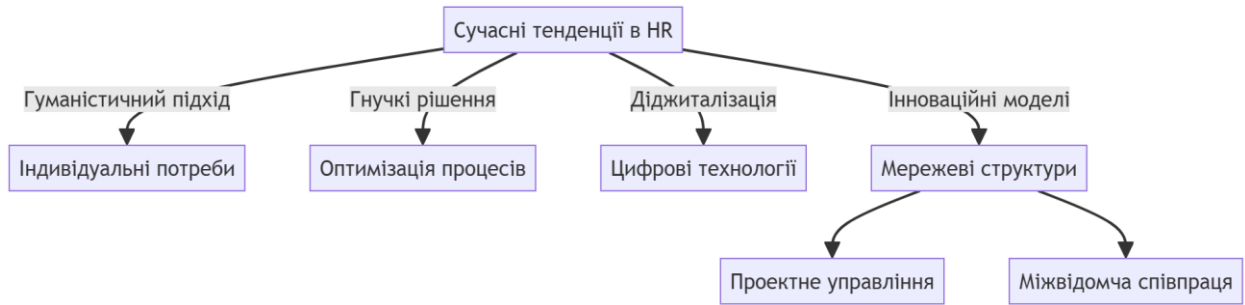 Сучасні тенденції в HR
Гуманістичний підхід
Гнучкі рішення
Діджиталізація
Інноваційні моделі
Індивідуальні потреби
Оптимізація процесів
Цифрові технології
Мережеві структури
Проектне управління
Міжвідомча співпраця